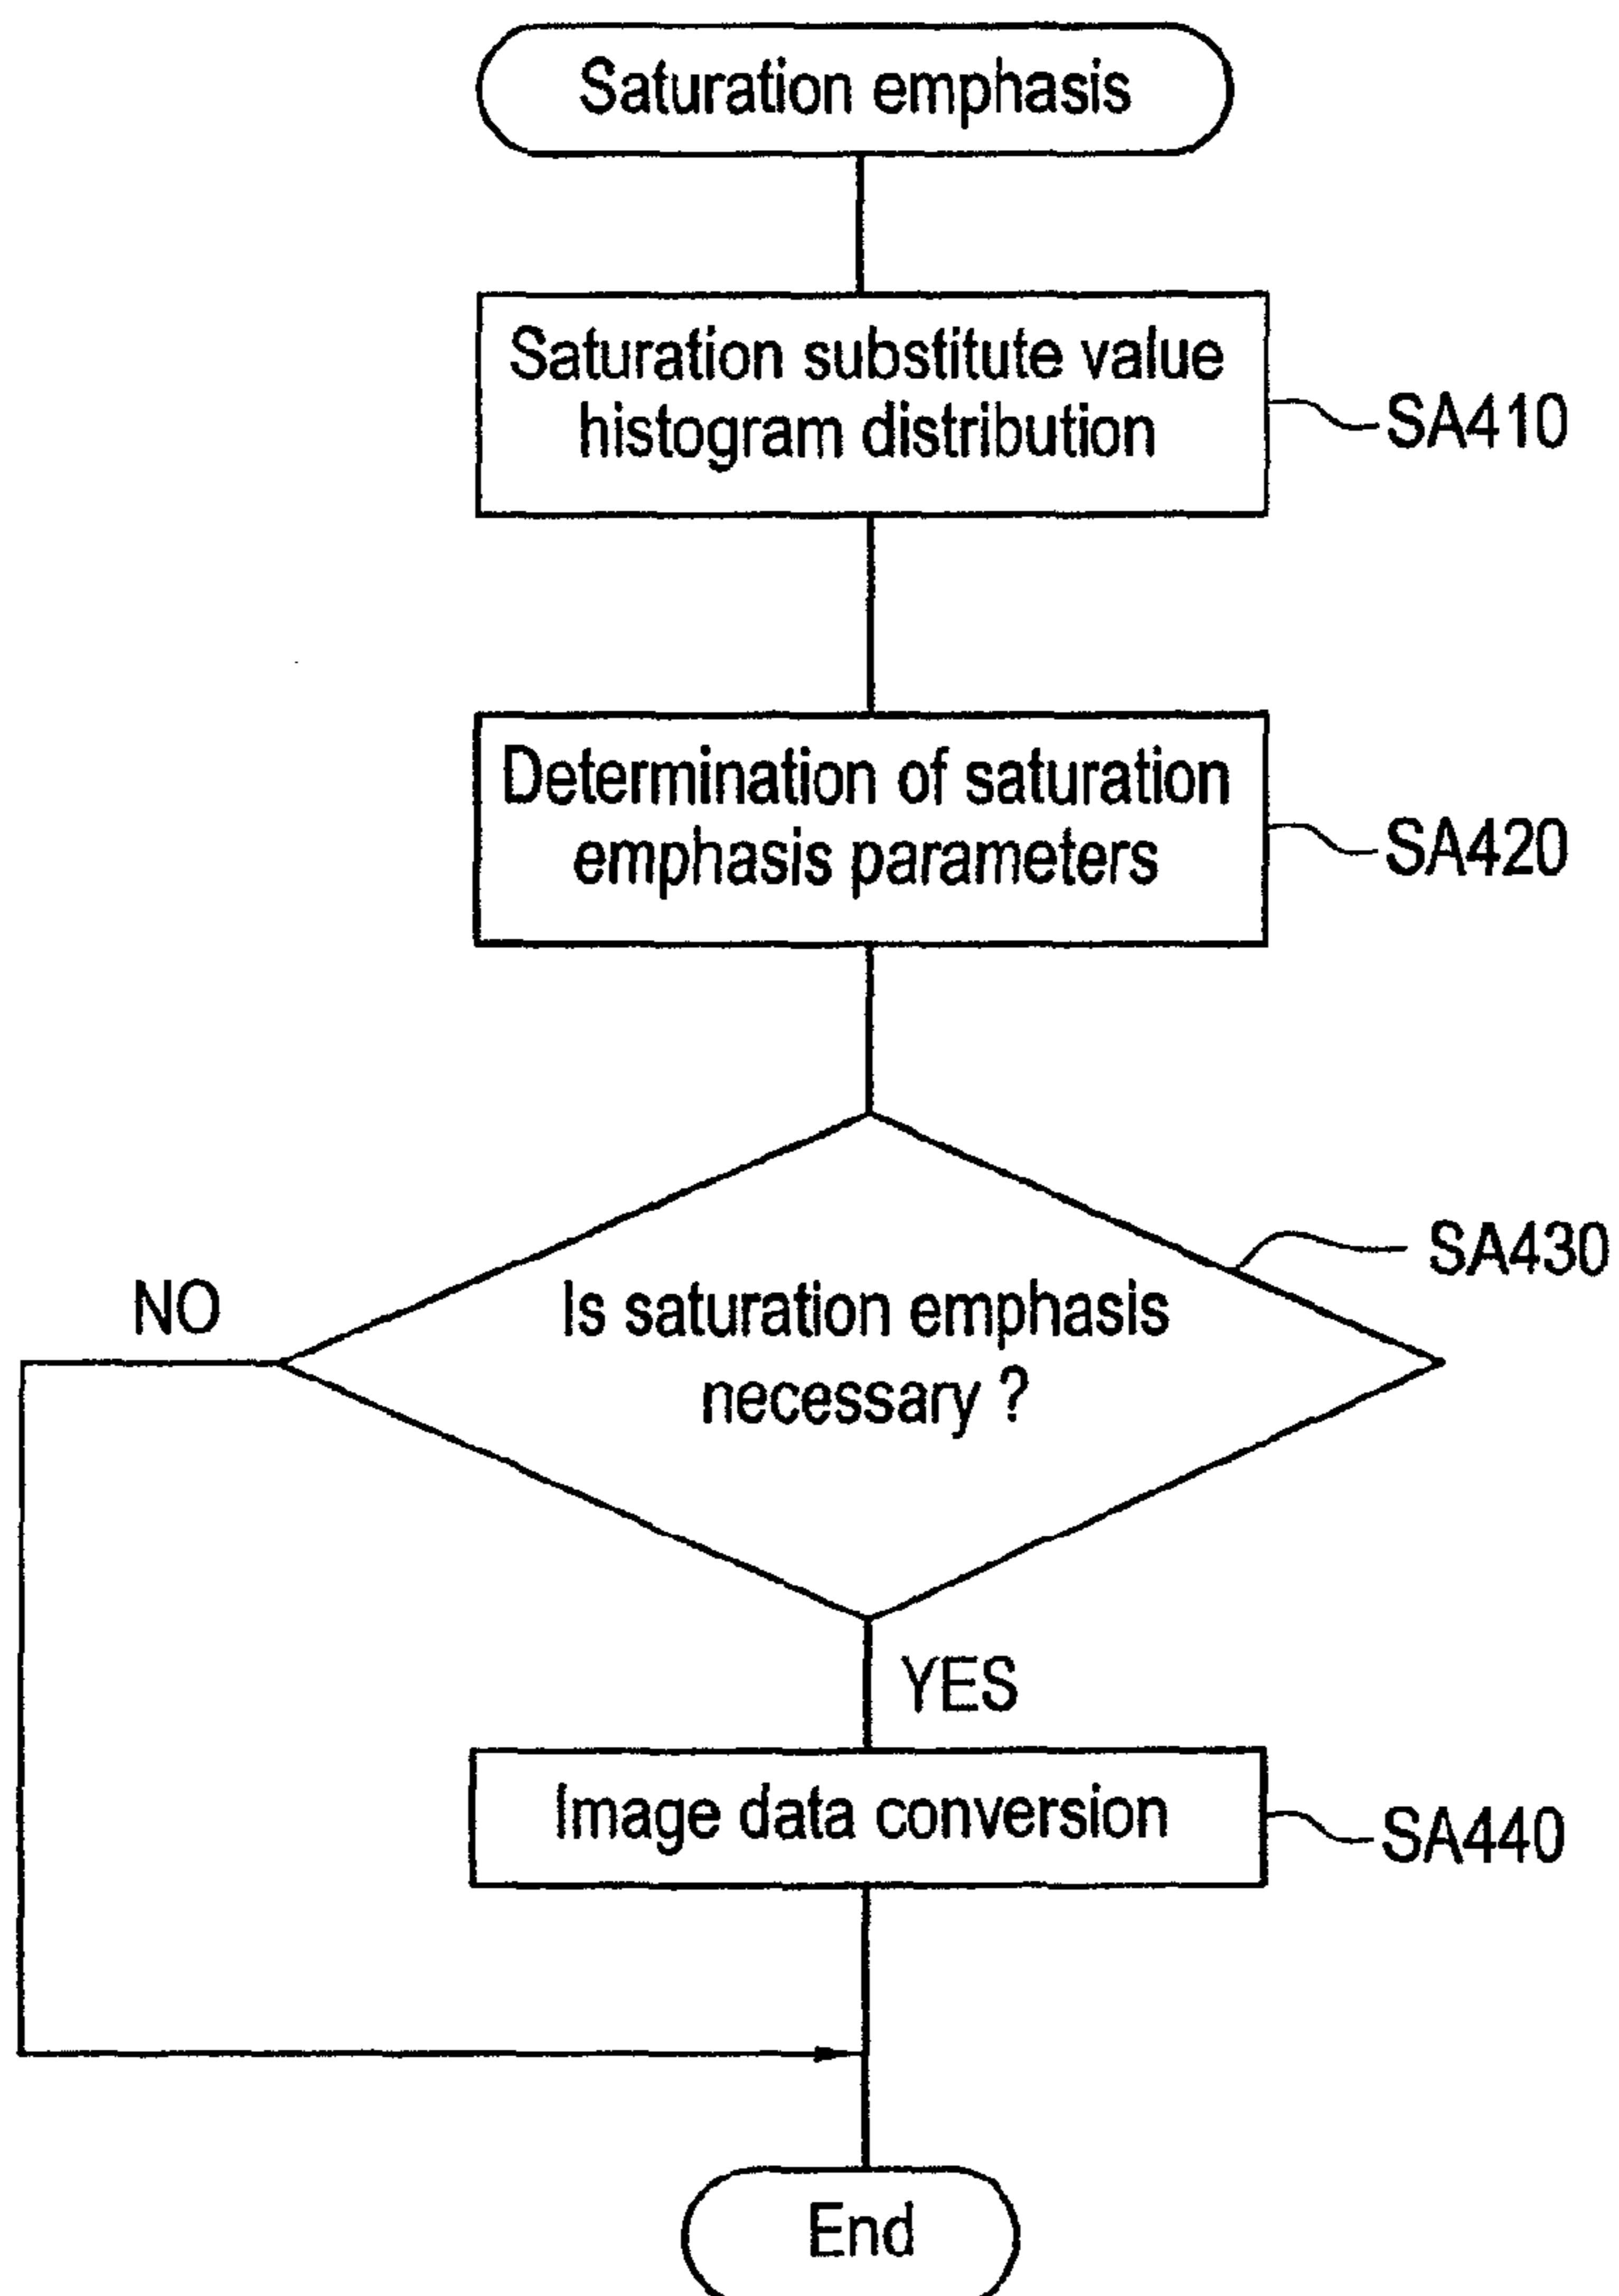 Saturation emphasis
Saturation substitute value
histogram distribution
SA410
Determination of saturation
emphasis parameters
SA420
SA430
NO
Is saturation emphasis
necessary ?
YES
Image data conversion
SA440
End